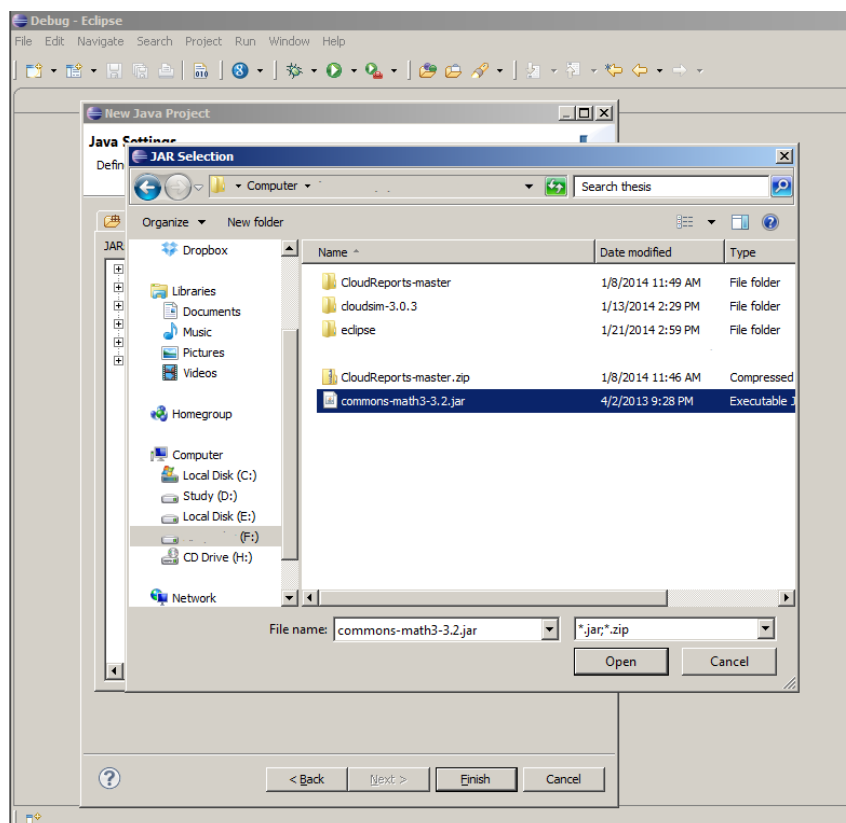 Debug - Eclipse
File Edit Navigate Search Project Run Window Help
New Java Project
Java Settings
Defin
JAR Selection
Computer
Search thesis
Organize New folder
JAR
Name Date modified Type
Dropbox
Libraries
Documents
Music
Pictures
Videos
Homegroup
Computer
Local Disk (C:)
Study (D:)
Local Disk (E:)
(F:)
CD Drive (H:)
Network
CloudReports-master 1/8/2014 11:49 AM File folder
cloudsim-3.0.3 1/13/2014 2:29 PM File folder
eclipse 1/21/2014 2:59 PM File folder
CloudReports-master.zip 1/8/2014 11:46 AM Compressed
commons-math3-3.2.jar 4/2/2013 9:28 PM Executable J
File name: commons-math3-3.2.jar *.jar;*.zip
Open Cancel
< Back Next > Finish Cancel